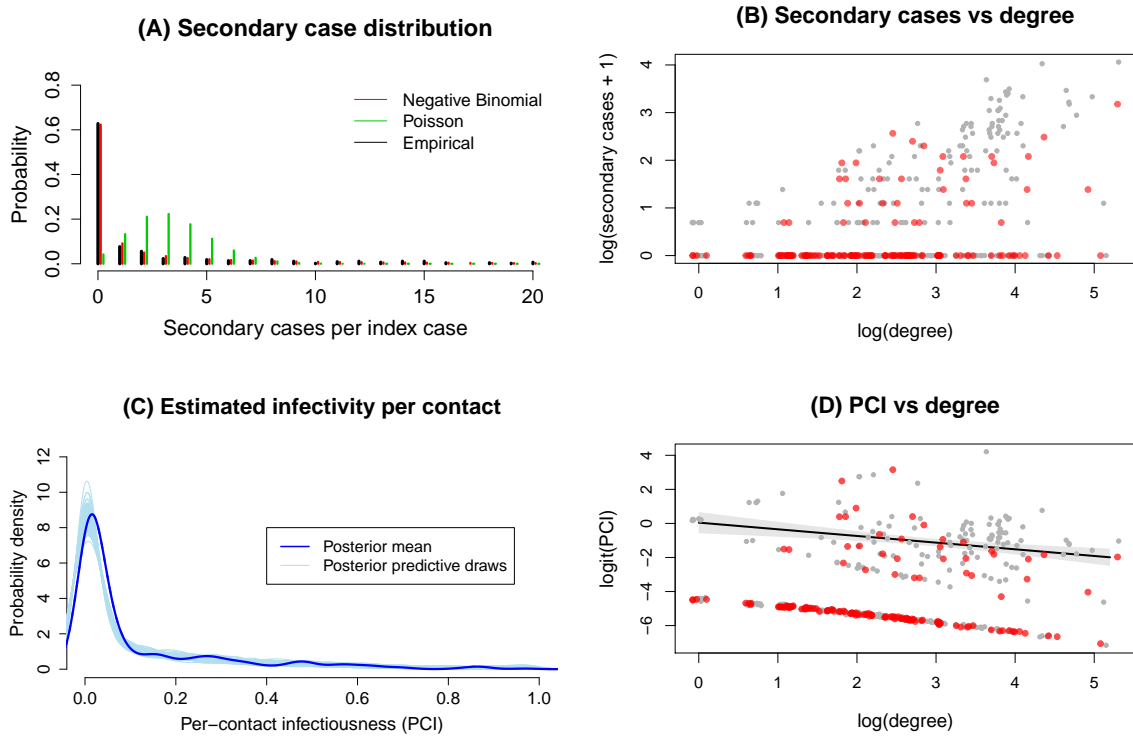 (A) Secondary case distribution
Probability
0.0 0.2 0.4 0.6 0.8
Negative Binomial
Poisson
Empirical
0 5 10 15 20
Secondary cases per index case
(B) Secondary cases vs degree
log(secondary cases + 1)
0 1 2 3 4
0 1 2 3 4 5
log(degree)
(C) Estimated infectivity per contact
Probability density
0 2 4 6 8 10 12
Posterior mean
Posterior predictive draws
0.0 0.2 0.4 0.6 0.8 1.0
Per−contact infectiousness (PCI)
(D) PCI vs degree
logit(PCI)
−6 −4 −2 0 2 4
0 1 2 3 4 5
log(degree)